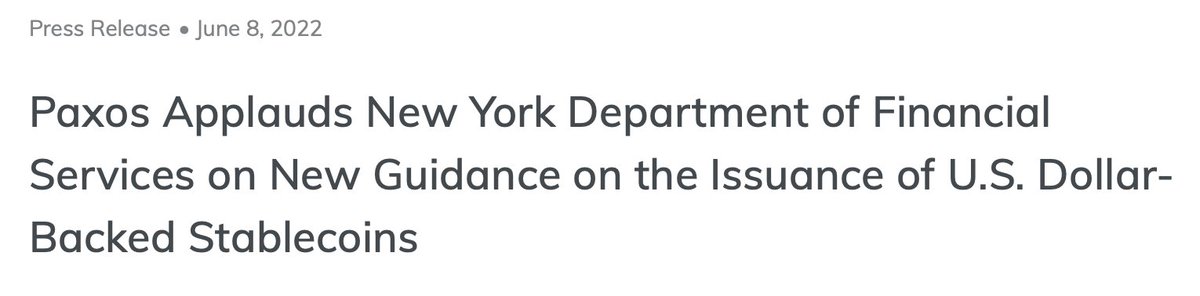 Press Release • June 8, 2022
Paxos Applauds New York Department of Financial
Services on New Guidance on the Issuance of U.S. Dollar-
Backed Stablecoins